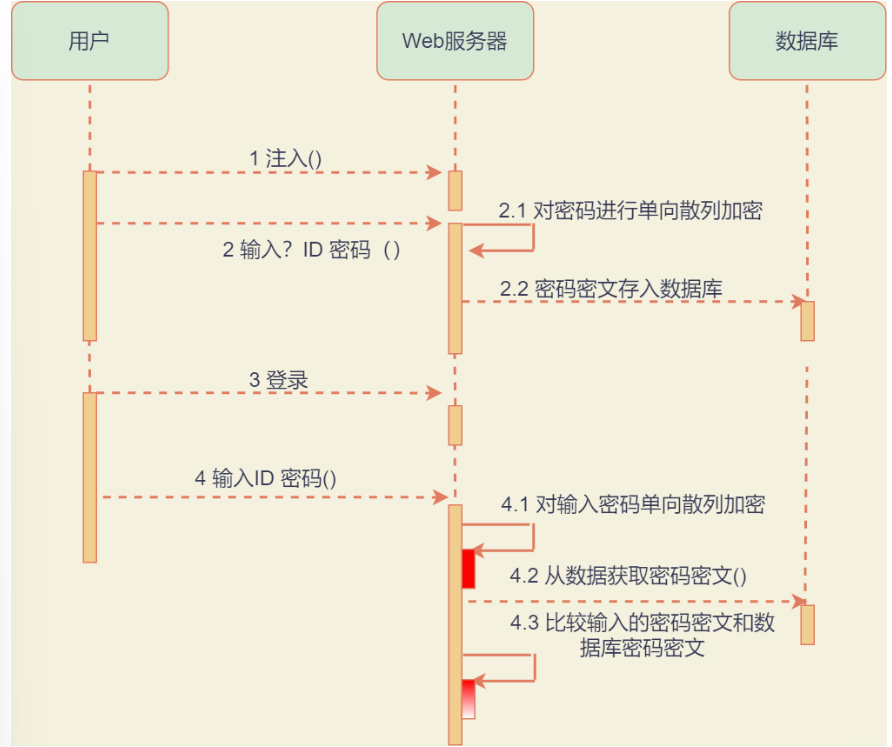 用户
Web服务器
数据库
1 注入()
2.1 对密码进行单向散列加密
2 输入？ID 密码（）
2.2 密码密文存入数据库
3 登录
4 输入ID 密码()
4.1 对输入密码单向散列加密
4.2 从数据获取密码密文()
4.3 比较输入的密码密文和数
据库密码密文